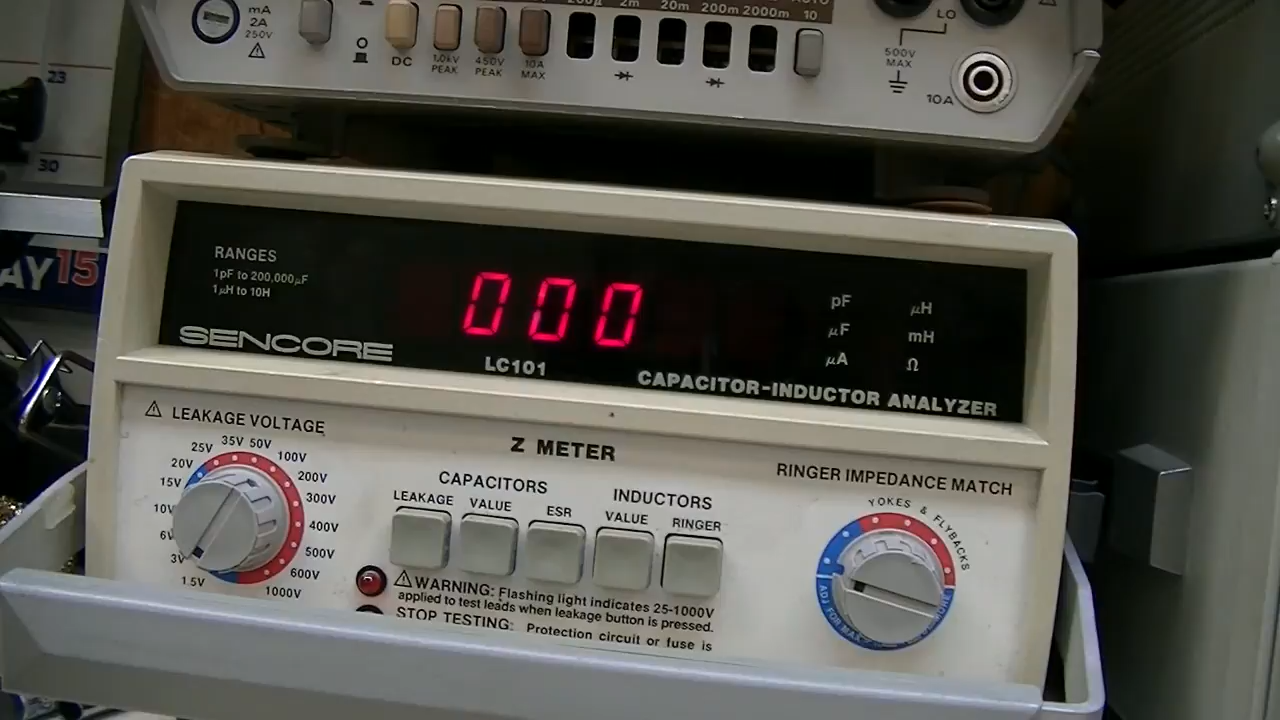 mA
2A
250V
DC
1.0kV
PEAK
450V
PEAK
10A
MAX
200μ 2m 20m 200m 2000m 10
LO
500V
MAX
10A
23
30
AY 15
RANGES
1pF to 200,000μF
1μH to 10H
SENCORE
000
LC101
CAPACITOR-INDUCTOR ANALYZER
pF μH
μF mH
μA Ω
LEAKAGE VOLTAGE
1.5V
3V
6V
10V
15V
20V
25V
35V
50V
100V
200V
300V
400V
500V
600V
1000V
Z METER
CAPACITORS
LEAKAGE VALUE ESR
INDUCTORS
VALUE RINGER
WARNING: Flashing light indicates 25-1000V
applied to test leads when leakage button is pressed.
STOP TESTING: Protection circuit or fuse is
RINGER IMPEDANCE MATCH
YOKES & FLYBACKS
ADJ FOR MAX